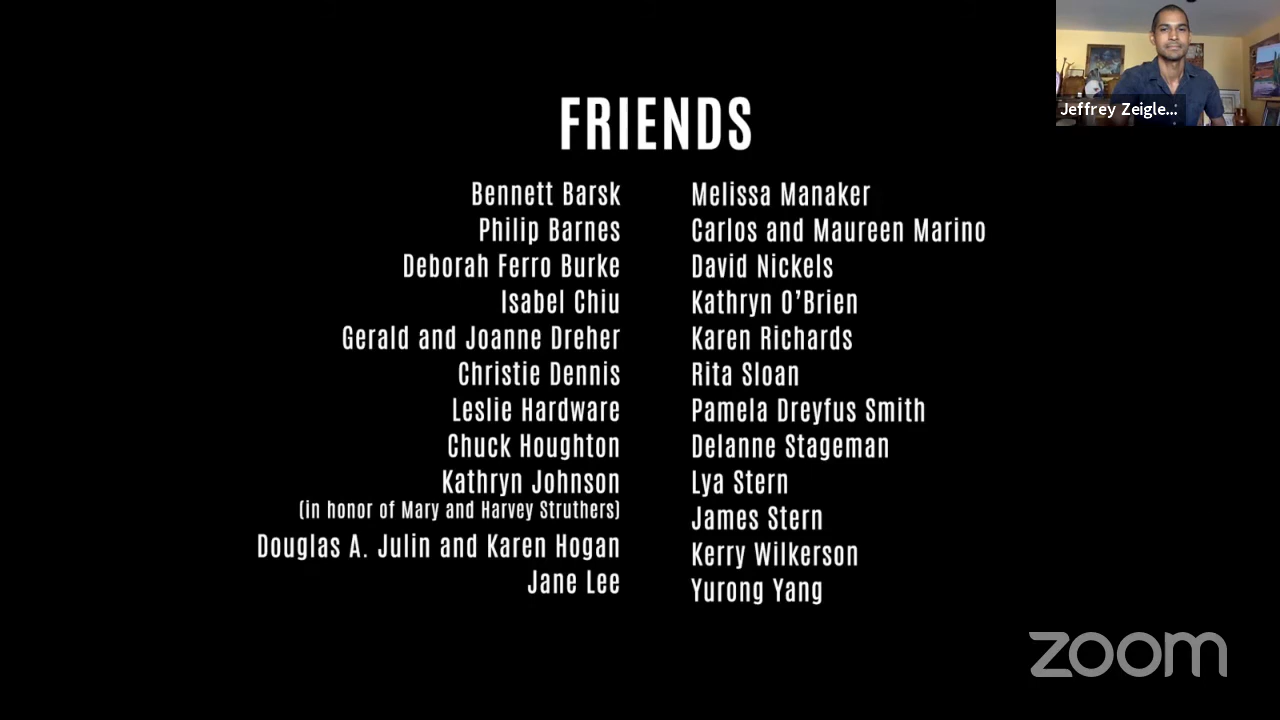 Jeffrey Zeigle...
FRIENDS
Bennett Barsk
Philip Barnes
Deborah Ferro Burke
Isabel Chiu
Gerald and Joanne Dreher
Christie Dennis
Leslie Hardware
Chuck Houghton
Kathryn Johnson
(in honor of Mary and Harvey Struthers)
Douglas A. Julin and Karen Hogan
Jane Lee
Melissa Manaker
Carlos and Maureen Marino
David Nickels
Kathryn O’Brien
Karen Richards
Rita Sloan
Pamela Dreyfus Smith
Delanne Stageman
Lya Stern
James Stern
Kerry Wilkerson
Yurong Yang
zoom